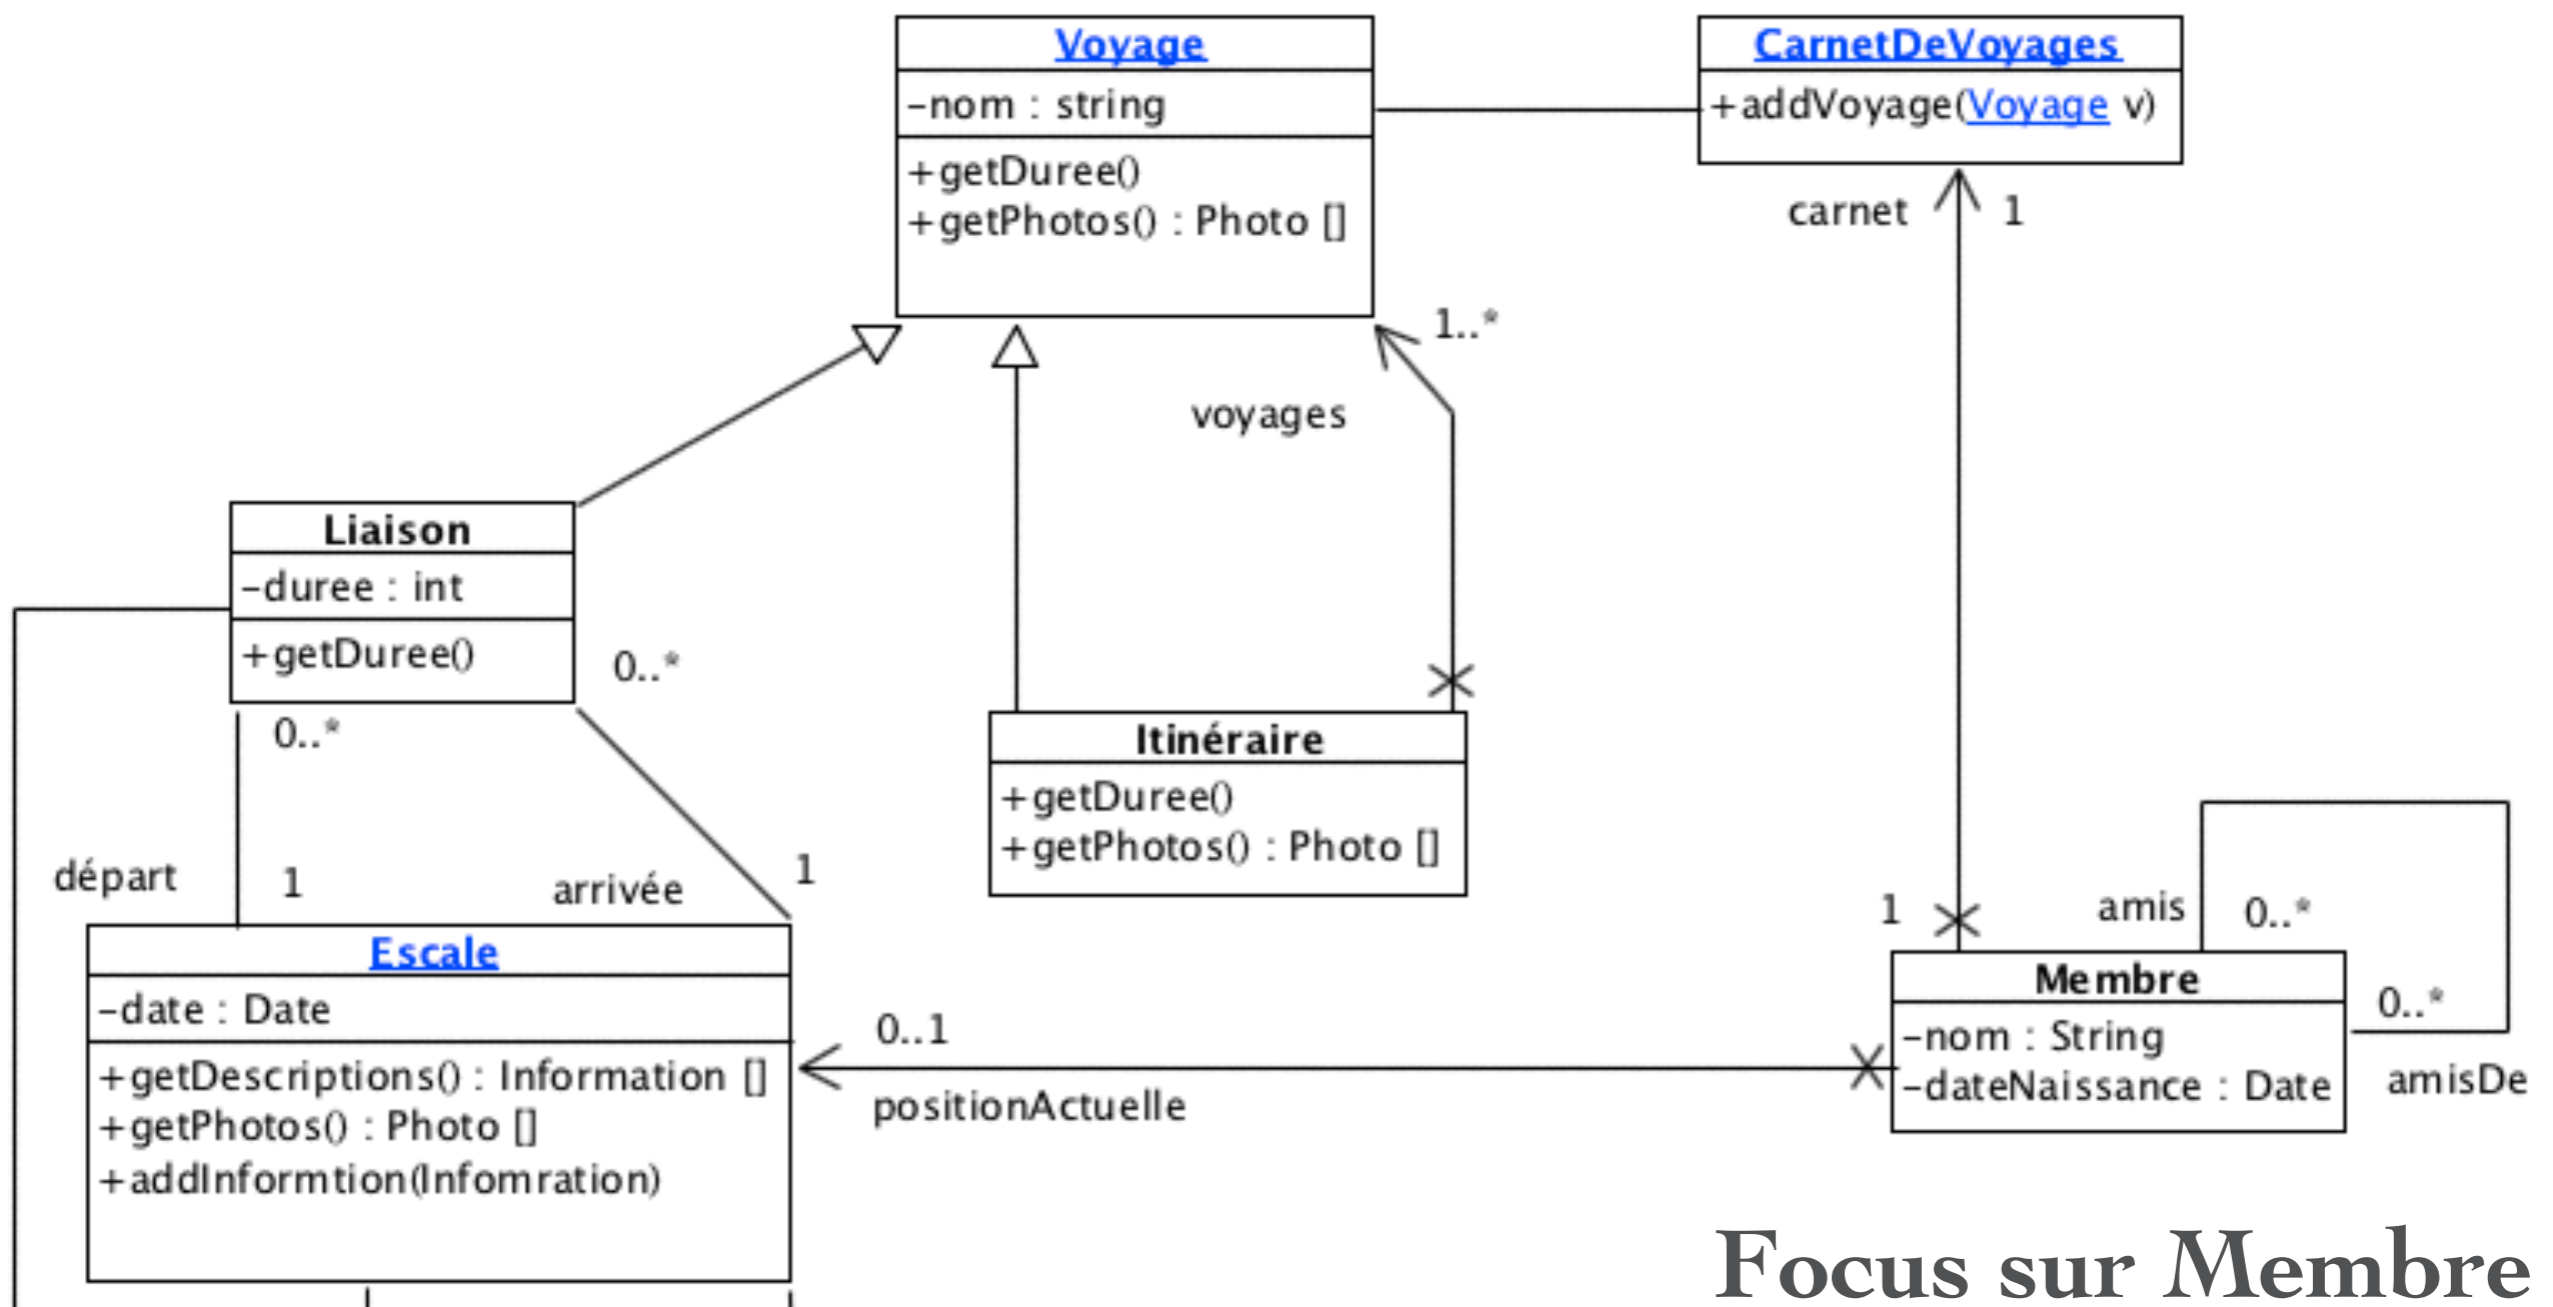 Voyage
-nom : string
+getDuree()
+getPhotos() : Photo []
CarnetDeVoyages
+addVoyage(Voyage v)
carnet
1
1..*
voyages
Liaison
-duree : int
+getDuree()
0..*
0..*
départ
1
arrivée
1
Itinéraire
+getDuree()
+getPhotos() : Photo []
Escale
-date : Date
+getDescriptions() : Information []
+getPhotos() : Photo []
+addInformtion(Infomration)
0..1
positionActuelle
1
amis
0..*
Membre
-nom : String
-dateNaissance : Date
0..*
amisDe
Focus sur Membre